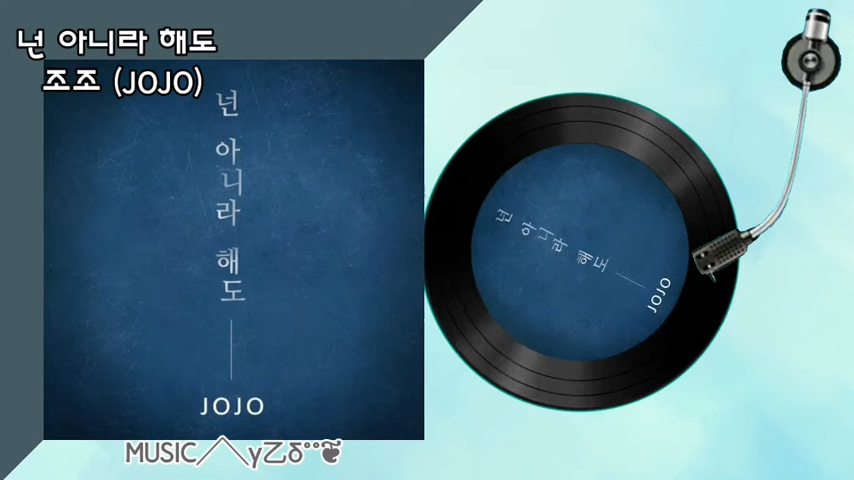 넌 아니라 해도
조조 (JOJO)
넌
아
니
라
해
도
JOJO
넌 아니라 해도
JOJO
MUSIC